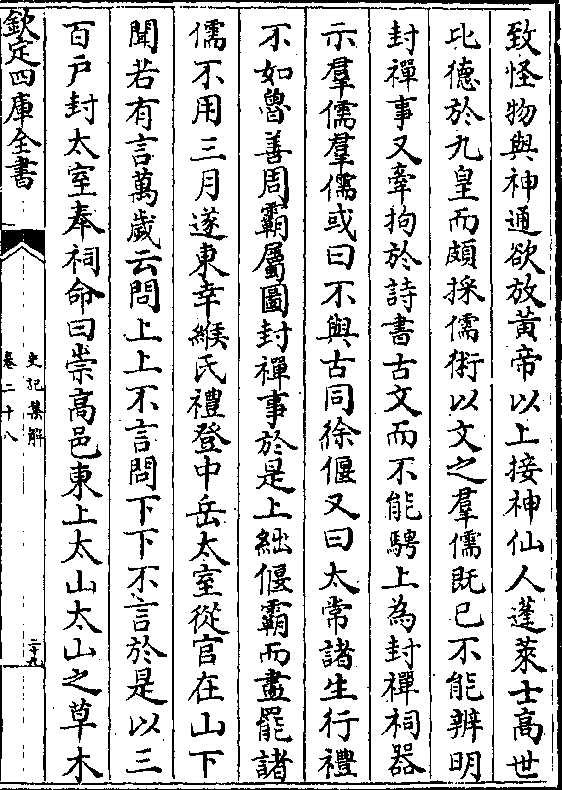 致怪物與神通欲放黃帝以上接神仙人蓬萊士高世
比德於九皇而頗採儒術以文之羣儒既已不能辨明
封禪事又牽拘於詩書古文而不能騁上為封禪祠器
示羣儒羣儒或曰不與古同徐偃又曰太常諸生行禮
不如魯善周霸屬圖封禪事於是上絀偃霸而盡罷諸
儒不用三月遂東幸緱氏禮登中岳太室從官在山下
聞若有言萬歲云問上上不言問下下不言於是以三
百戶封太室奉祠命曰崇高邑東上太山太山之草木
欽定四庫全書
史記集解
卷二十八
二十九